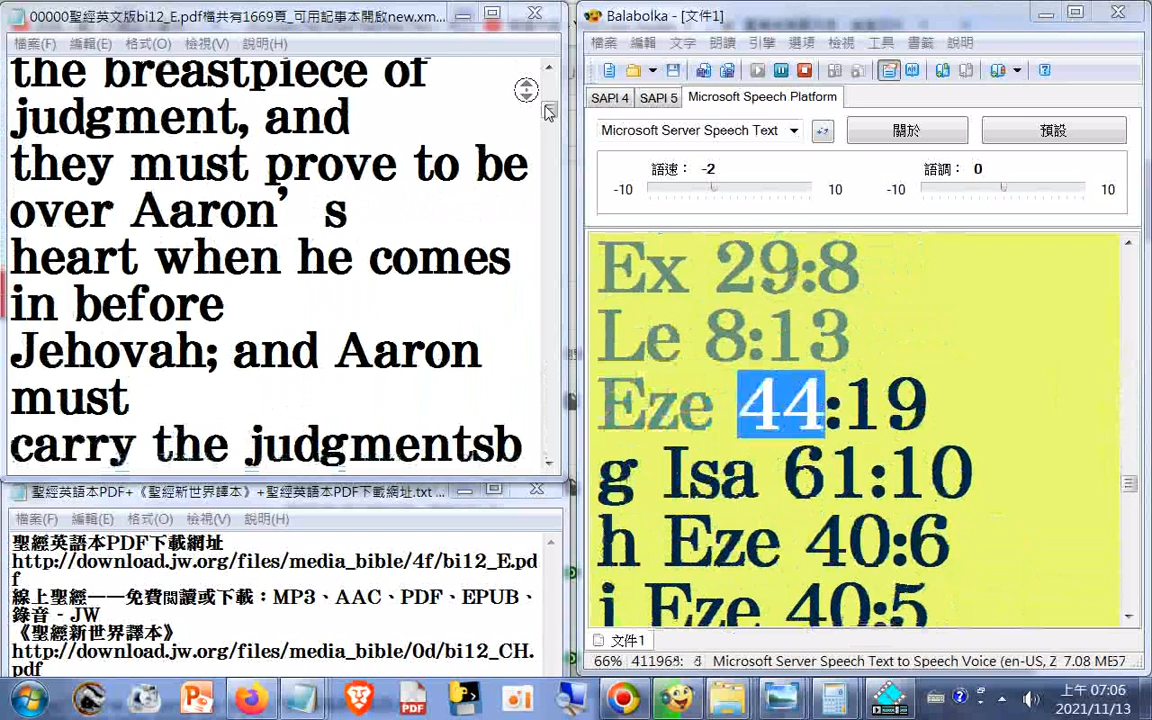 00000聖經英文版bi12_E.pdf檔共有1669頁_可用記事本開啟new.xm...
檔案(F) 編輯(E) 格式(O) 檢視(V) 說明(H)
the breastpiece of
judgment, and
they must prove to be
over Aaron’s
heart when he comes
in before
Jehovah; and Aaron
must
carry the judgmentsb
聖經英語本PDF+《聖經新世界譯本》+聖經英語本PDF下載網址.txt ...
檔案(F) 編輯(E) 格式(O) 檢視(V) 說明(H)
聖經英語本PDF下載網址
http://download.jw.org/files/media_bible/4f/bi12_E.pd
f
線上聖經——免費閱讀或下載：MP3、AAC、PDF、EPUB、
錄音 - JW
《聖經新世界譯本》
http://download.jw.org/files/media_bible/0d/bi12_CH.
pdf
Balabolka - [文件1]
檔案 編輯 文字 朗讀 引擎 選項 檢視 工具 書籤 說明
SAPI 4 SAPI 5 Microsoft Speech Platform
Microsoft Server Speech Text 關於 預設
語速： -2 語調： 0
-10 10 -10 10
Ex 29:8
Le 8:13
Eze 44:19
g Isa 61:10
h Eze 40:6
i Eze 40:5
文件1
66% Microsoft Server Speech Text to Speech Voice (en-US, Z 7.08 ME
上午 07:06
2021/11/13